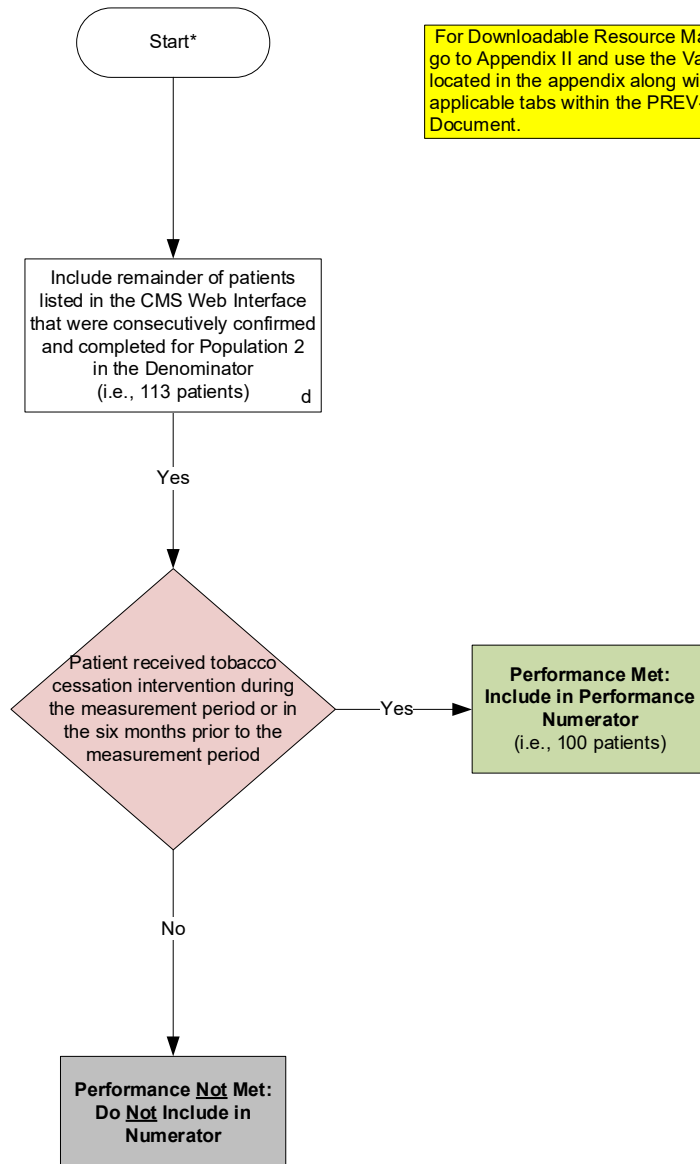 Start*
For Downloadable Resource Ma
go to Appendix II and use the Va
located in the appendix along wi
applicable tabs within the PREV-
Document.
Include remainder of patients
listed in the CMS Web Interface
that were consecutively confirmed
and completed for Population 2
in the Denominator
(i.e., 113 patients)
d
Yes
Patient received tobacco
cessation intervention during
the measurement period or in
the six months prior to the
measurement period
Yes
Performance Met:
Include in Performance
Numerator
(i.e., 100 patients)
No
Performance Not Met:
Do Not Include in
Numerator